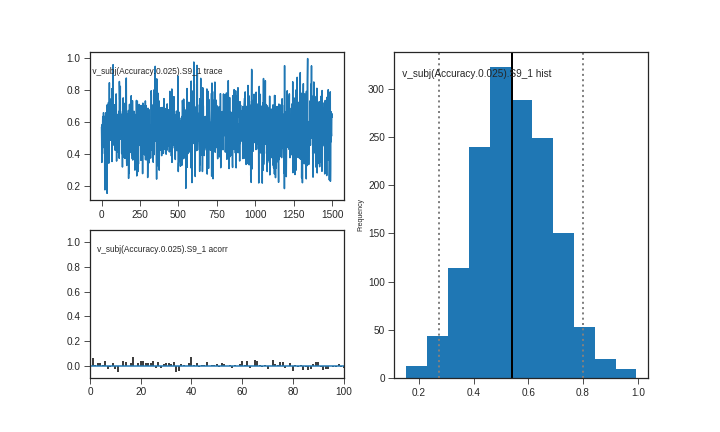 v_subj(Accuracy.0.025).S9_1 trace
1.0
0.8
0.6
0.4
0.2
0 250 500 750 1000 1250 1500
v_subj(Accuracy.0.025).S9_1 acorr
1.0
0.8
0.6
0.4
0.2
0.0
0 20 40 60 80 100
v_subj(Accuracy.0.025).S9_1 hist
Frequency
300
250
200
150
100
50
0
0.2 0.4 0.6 0.8 1.0